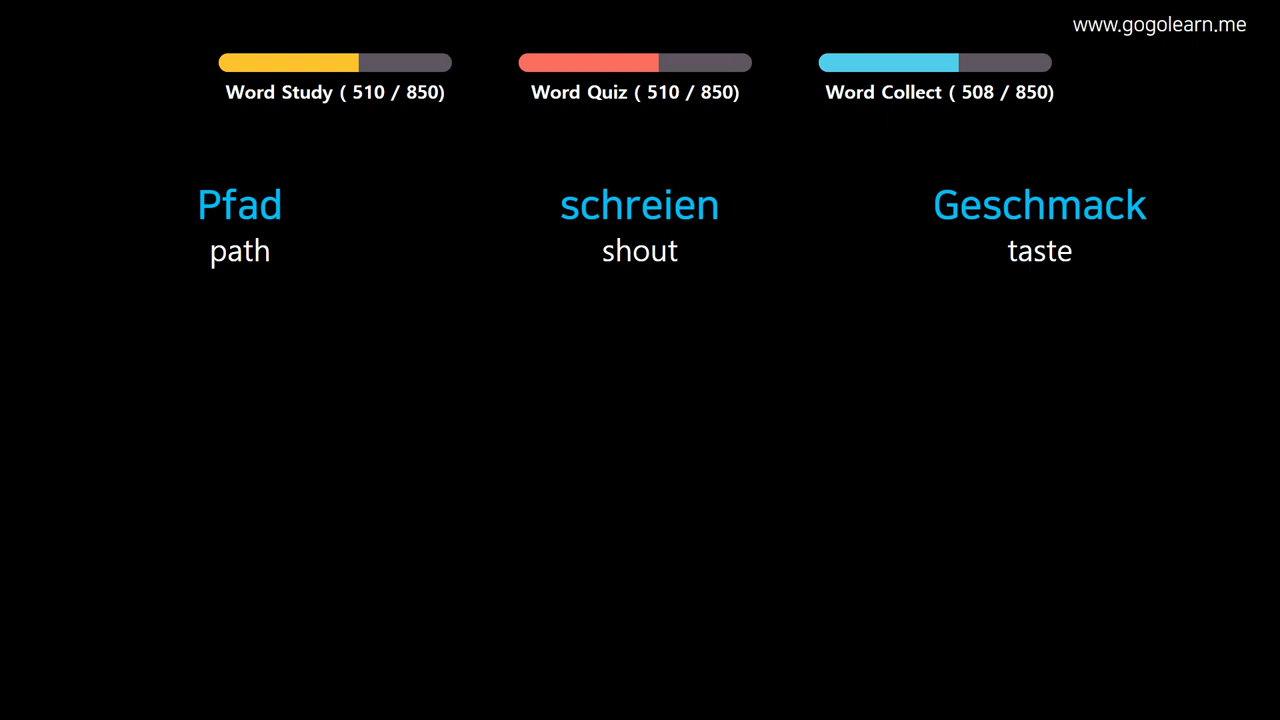 www.gogolearn.me
Word Study ( 510 / 850)
Word Quiz ( 510 / 850)
Word Collect ( 508 / 850)
Pfad
path
schreien
shout
Geschmack
taste